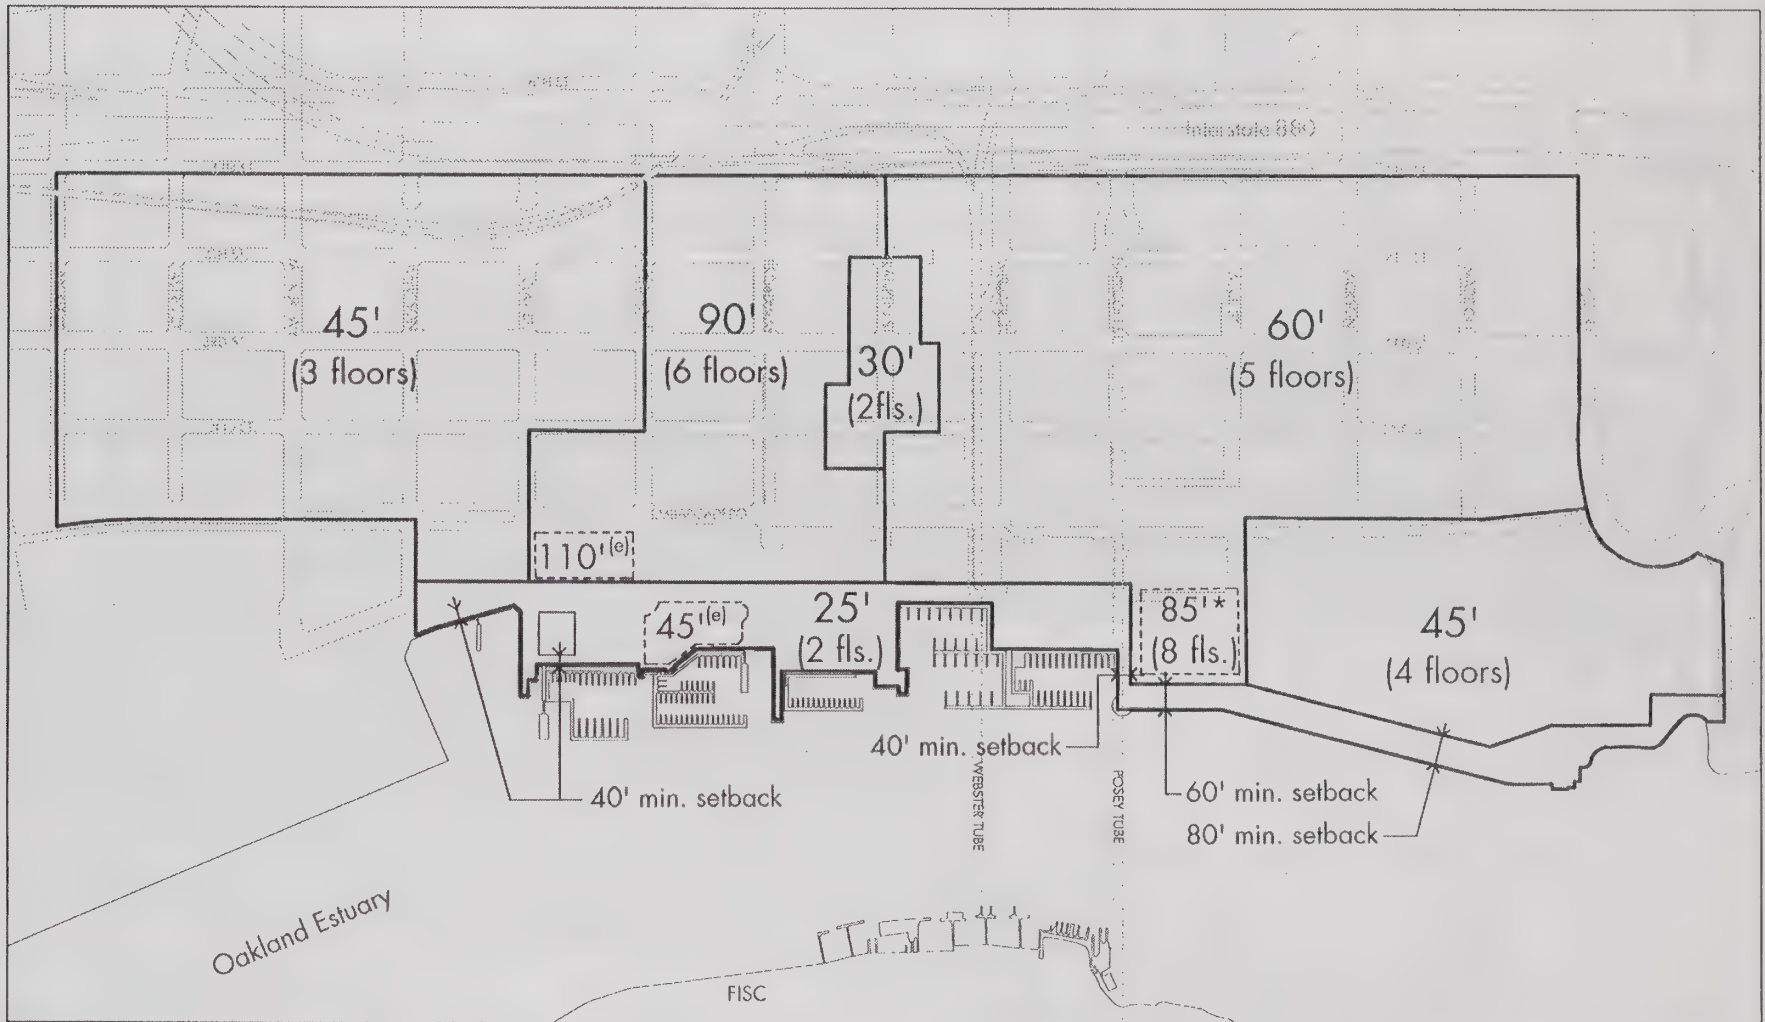 Interstate 880
45'
(3 floors)
90'
(6 floors)
30'
(2fls.)
60'
(5 floors)
110'(e)
45'(e)
25'
(2 fls.)
85'*
(8 fls.)
45'
(4 floors)
40' min. setback
40' min. setback
60' min. setback
80' min. setback
WEBSTER TUBE
POSEY TUBE
Oakland Estuary
FISC